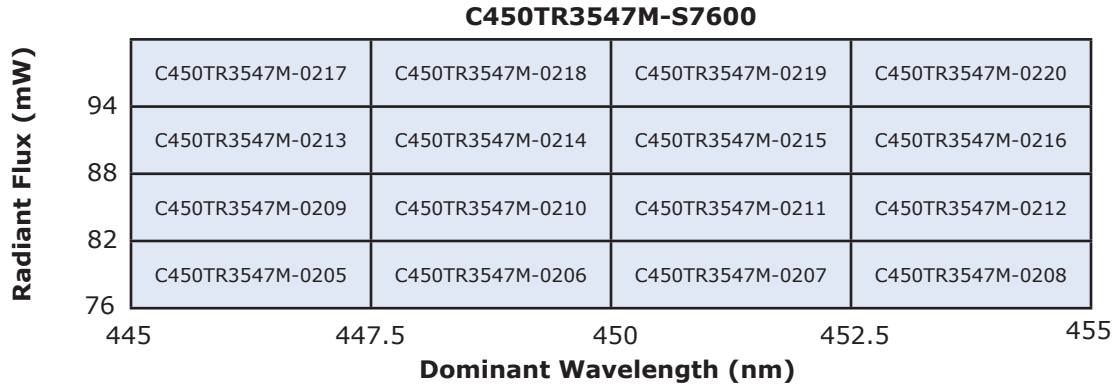 C450TR3547M-S7600
Radiant Flux (mW)
C450TR3547M-0217 C450TR3547M-0218 C450TR3547M-0219 C450TR3547M-0220
94
C450TR3547M-0213 C450TR3547M-0214 C450TR3547M-0215 C450TR3547M-0216
88
C450TR3547M-0209 C450TR3547M-0210 C450TR3547M-0211 C450TR3547M-0212
82
C450TR3547M-0205 C450TR3547M-0206 C450TR3547M-0207 C450TR3547M-0208
76
445 447.5 450 452.5 455
Dominant Wavelength (nm)